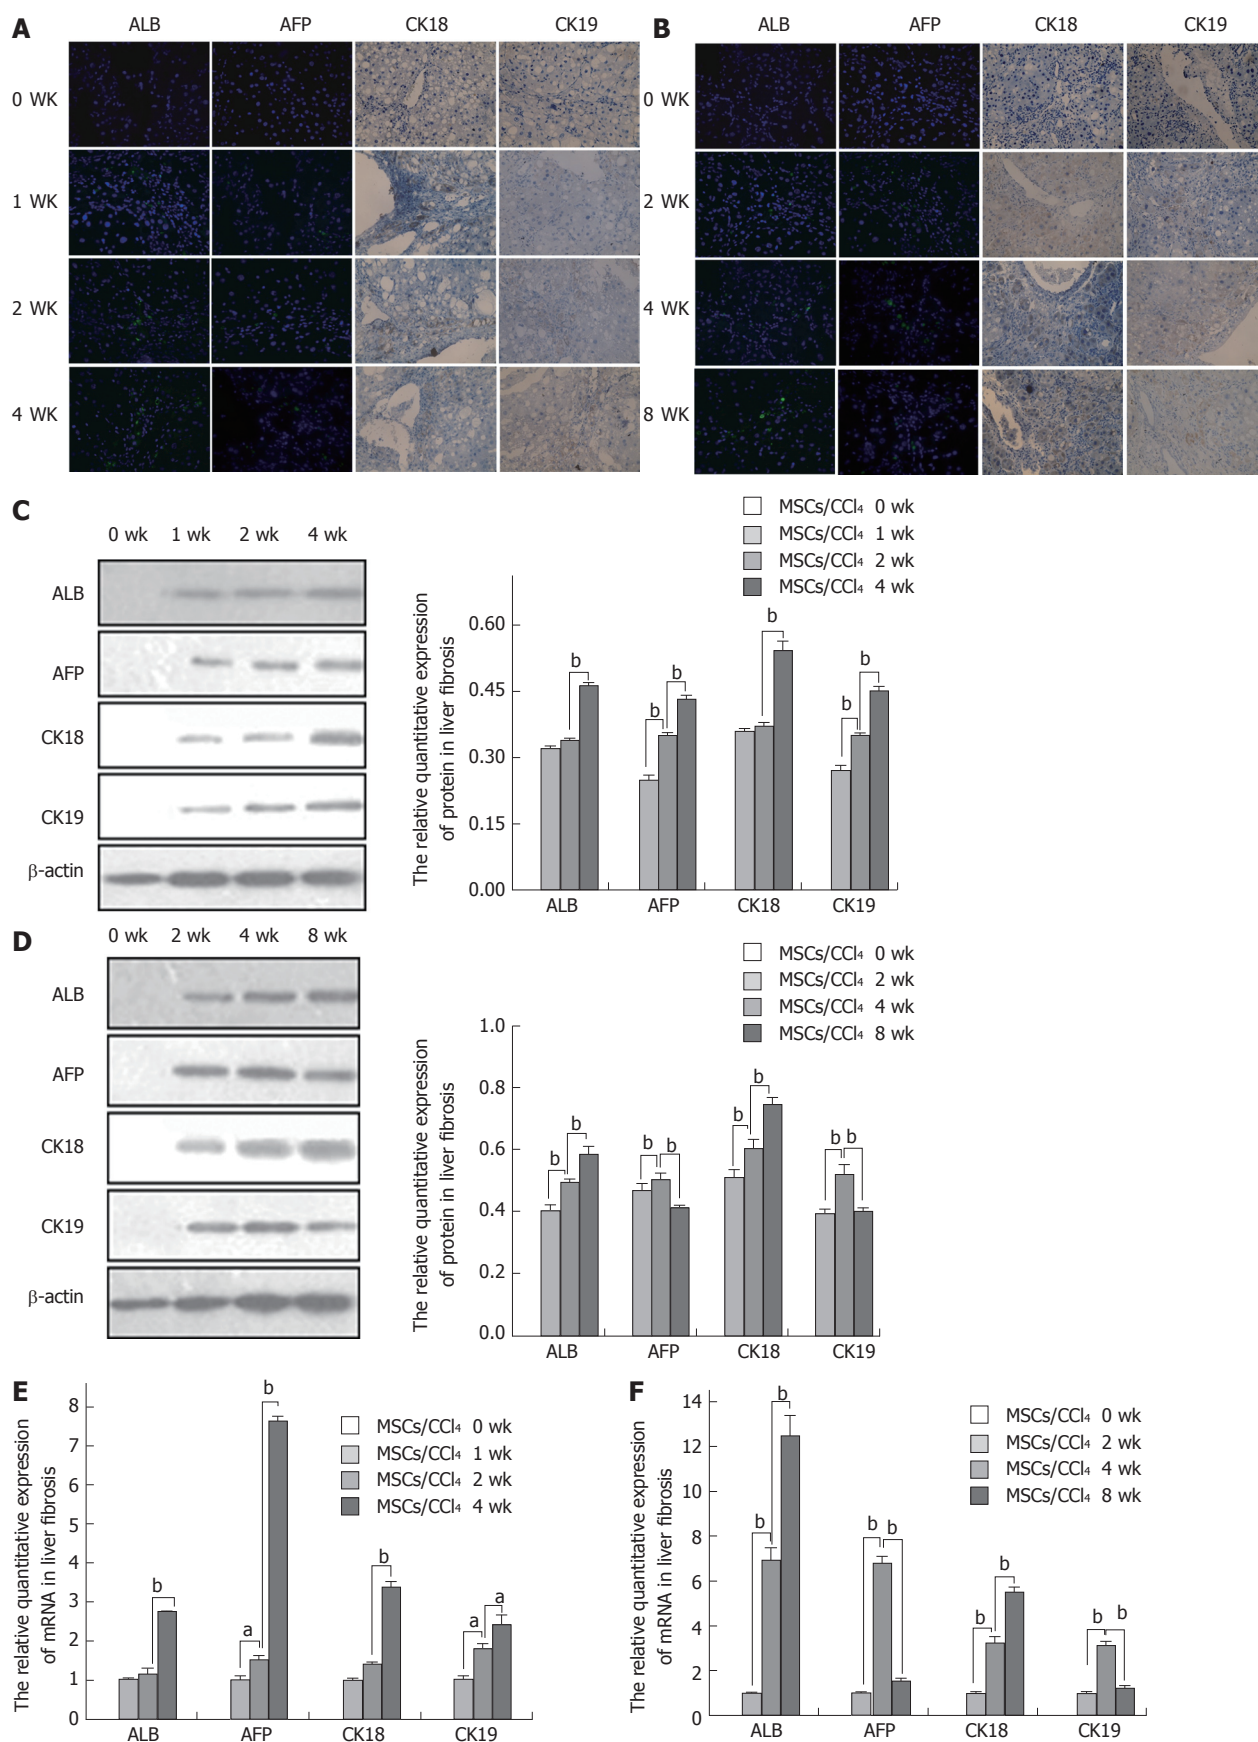 A
ALB AFP CK18 CK19
0 WK
1 WK
2 WK
4 WK
B
ALB AFP CK18 CK19
0 WK
2 WK
4 WK
8 WK
C
0 wk 1 wk 2 wk 4 wk
ALB
AFP
CK18
CK19
β-actin
MSCs/CCl₄ 0 wk
MSCs/CCl₄ 1 wk
MSCs/CCl₄ 2 wk
MSCs/CCl₄ 4 wk
The relative quantitative expression
of protein in liver fibrosis
0.60
0.45
0.30
0.15
0.00
b b b b b b
ALB AFP CK18 CK19
D
0 wk 2 wk 4 wk 8 wk
ALB
AFP
CK18
CK19
β-actin
MSCs/CCl₄ 0 wk
MSCs/CCl₄ 2 wk
MSCs/CCl₄ 4 wk
MSCs/CCl₄ 8 wk
The relative quantitative expression
of protein in liver fibrosis
1.0
0.8
0.6
0.4
0.2
0.0
b b b b b b b b
ALB AFP CK18 CK19
E
The relative quantitative expression
of mRNA in liver fibrosis
8
7
6
5
4
3
2
1
0
b a b b a a
MSCs/CCl₄ 0 wk
MSCs/CCl₄ 1 wk
MSCs/CCl₄ 2 wk
MSCs/CCl₄ 4 wk
ALB AFP CK18 CK19
F
The relative quantitative expression
of mRNA in liver fibrosis
14
12
10
8
6
4
2
0
b b b b b b b b
MSCs/CCl₄ 0 wk
MSCs/CCl₄ 2 wk
MSCs/CCl₄ 4 wk
MSCs/CCl₄ 8 wk
ALB AFP CK18 CK19